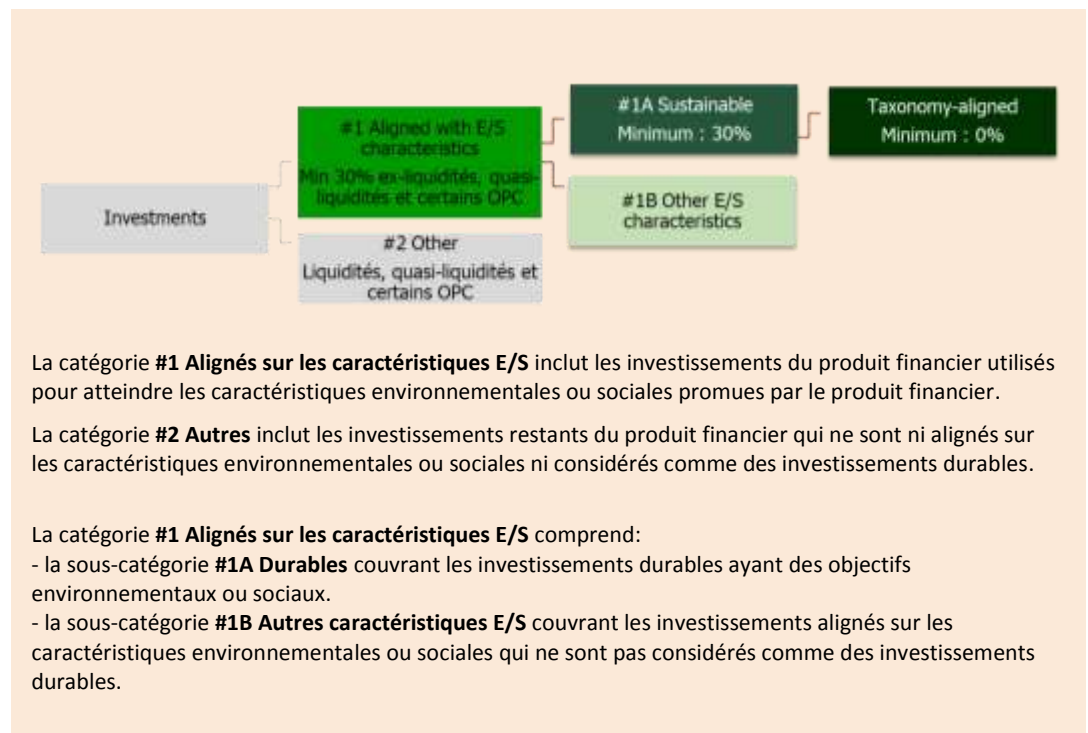 #1A Sustainable
Minimum : 30%
Taxonomy-aligned
Minimum : 0%
#1 Aligned with E/S
characteristics
Min 30% ex-liquidités, quasi-
liquidités et certains OPC
Investments
#1B Other E/S
characteristics
#2 Other
Liquidités, quasi-liquidités et
certains OPC
La catégorie #1 Alignés sur les caractéristiques E/S inclut les investissements du produit financier utilisés
pour atteindre les caractéristiques environnementales ou sociales promues par le produit financier.
La catégorie #2 Autres inclut les investissements restants du produit financier qui ne sont ni alignés sur
les caractéristiques environnementales ou sociales ni considérés comme des investissements durables.
La catégorie #1 Alignés sur les caractéristiques E/S comprend:
- la sous-catégorie #1A Durables couvrant les investissements durables ayant des objectifs
environnementaux ou sociaux.
- la sous-catégorie #1B Autres caractéristiques E/S couvrant les investissements alignés sur les
caractéristiques environnementales ou sociales qui ne sont pas considérés comme des investissements
durables.